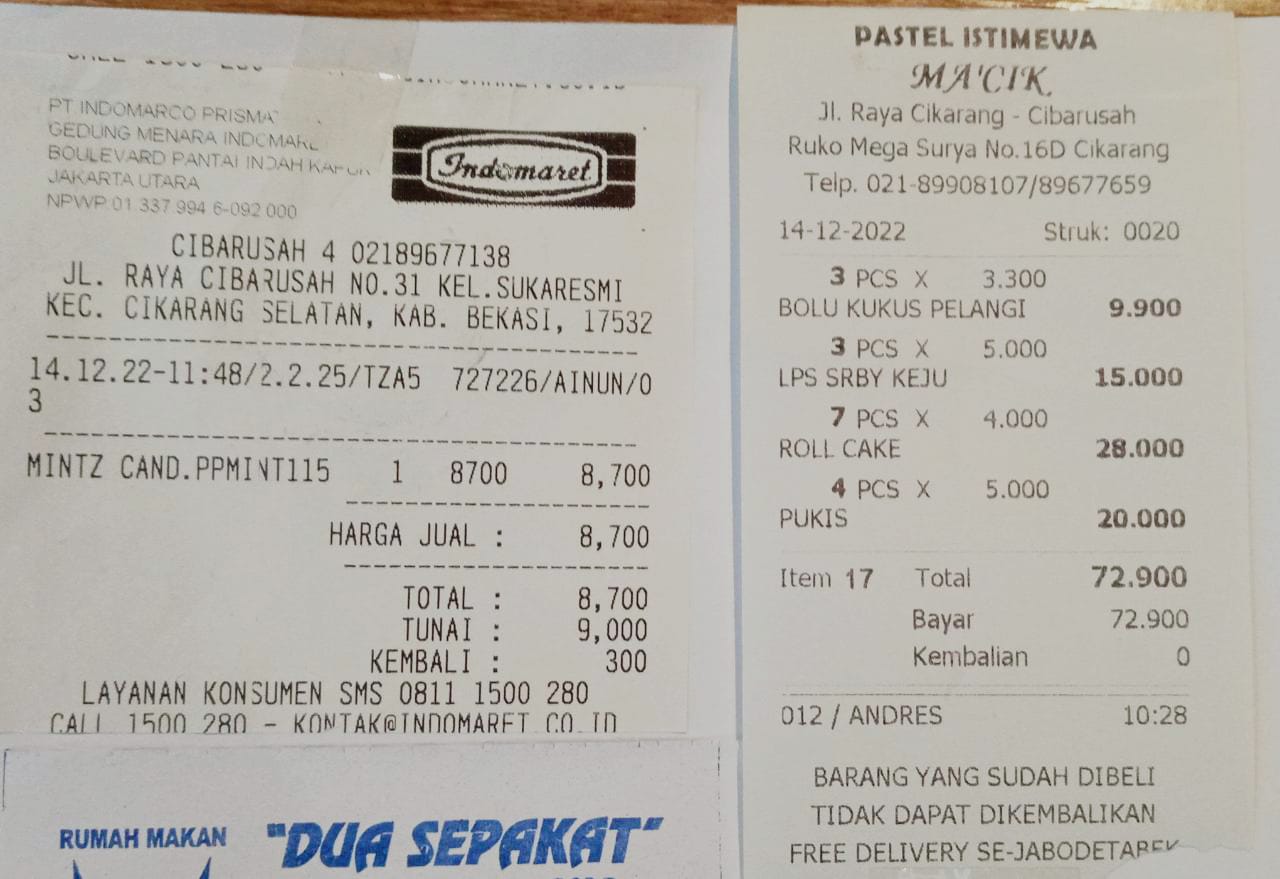 PT INDOMARCO PRISMA
GEDUNG MENARA
BOULEVARD PANTAI INDAH
JAKARTA UTARA
NPWP.01.337.994.6-092.000
Indomaret
CIBARUSAH 4 02189677138
JL. RAYA CIBARUSAH NO.31 KEL.SUKARESMI
KEC. CIKARANG SELATAN, KAB. BEKASI, 17532
14.12.22-11:48/2.2.25/TZA5 727226/AINUN/0
3
MINTZ CAND.PPMINT115 1 8700 8,700
HARGA JUAL : 8,700
TOTAL : 8,700
TUNAI : 9,000
KEMBALI : 300
LAYANAN KONSUMEN SMS 0811 1500 280
CALL 1500 280 - KONTAK@INDOMARET.CO.ID
RUMAH MAKAN "DUA SEPAKAT"
PASTEL ISTIMEWA
MA'CIK
Jl. Raya Cikarang - Cibarusah
Ruko Mega Surya No.16D Cikarang
Telp. 021-89908107/89677659
14-12-2022 Struk: 0020
3 PCS X 3.300
BOLU KUKUS PELANGI 9.900
3 PCS X 5.000
LPS SRBY KEJU 15.000
7 PCS X 4.000
ROLL CAKE 28.000
4 PCS X 5.000
PUKIS 20.000
Item 17 Total 72.900
Bayar 72.900
Kembalian 0
012 / ANDRES 10:28
BARANG YANG SUDAH DIBELI
TIDAK DAPAT DIKEMBALIKAN
FREE DELIVERY SE-JABODETABEK